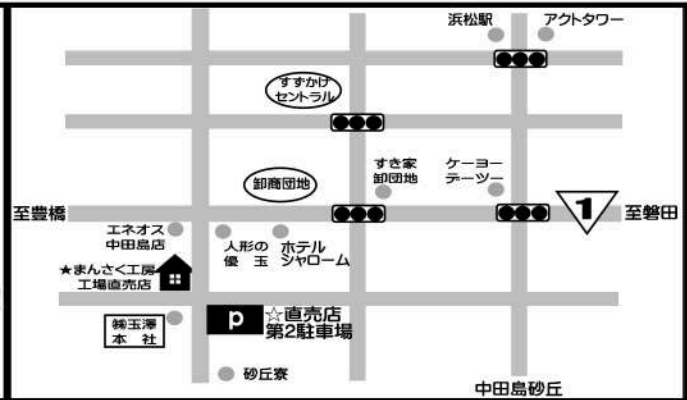 浜松駅
アクトタワー
すずかけ
セントラル
すき家
卸団地
ケーヨー
デーツー
卸商団地
至豊橋
1
至磐田
エネオス
中田島店
人形の
優玉
ホテル
シャローム
★まんさく工房
工場直売店
㈱玉澤
本社
P
☆直売店
第2駐車場
砂丘寮
中田島砂丘